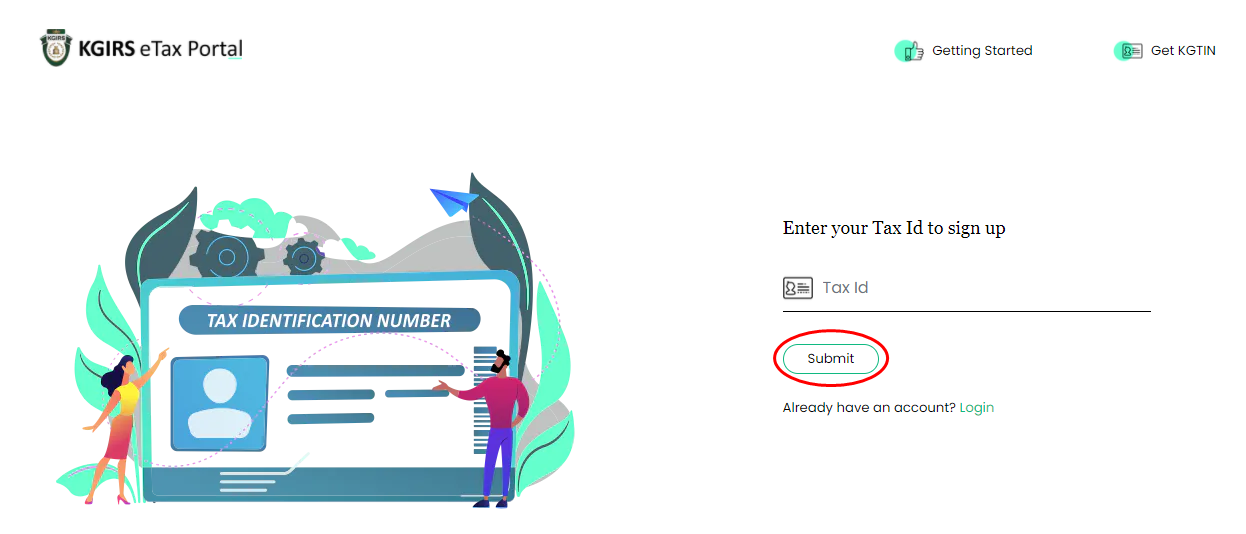 KGIRS
KGIRS eTax Portal
Getting Started
Get KGTIN
TAX IDENTIFICATION NUMBER
Enter your Tax Id to sign up
Tax Id
Submit
Already have an account? Login